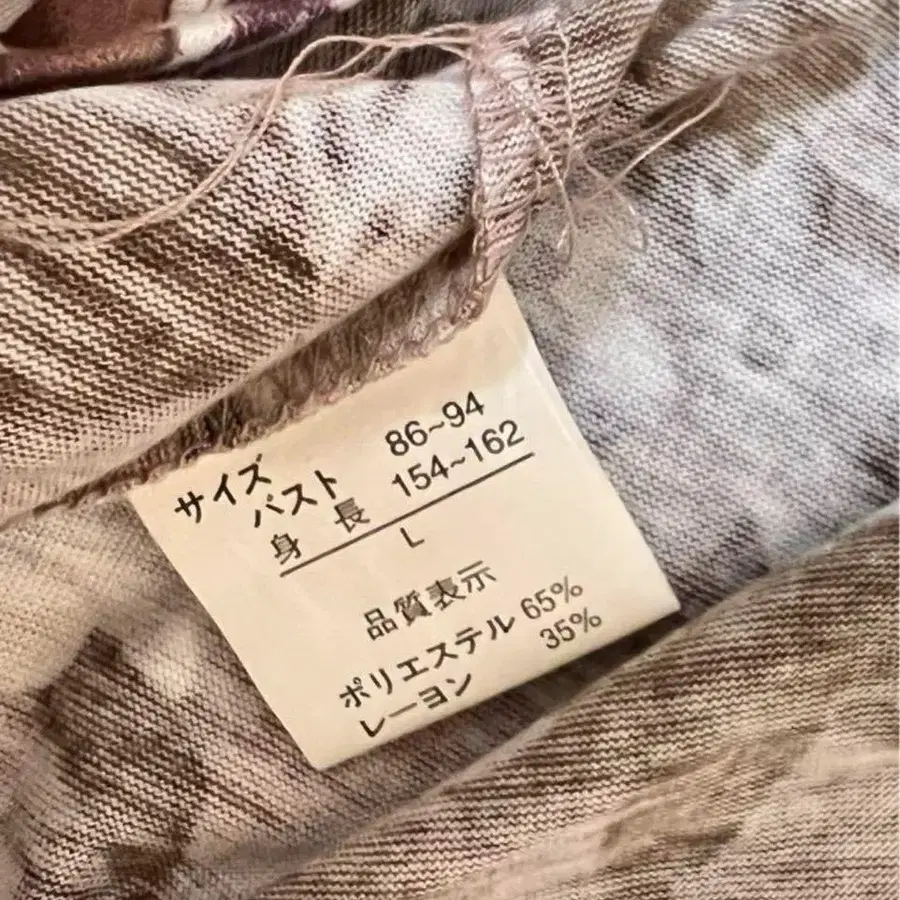 サイズ
バスト 86~94
身 長 154~162
L
品質表示
ポリエステル 65%
レーヨン 35%